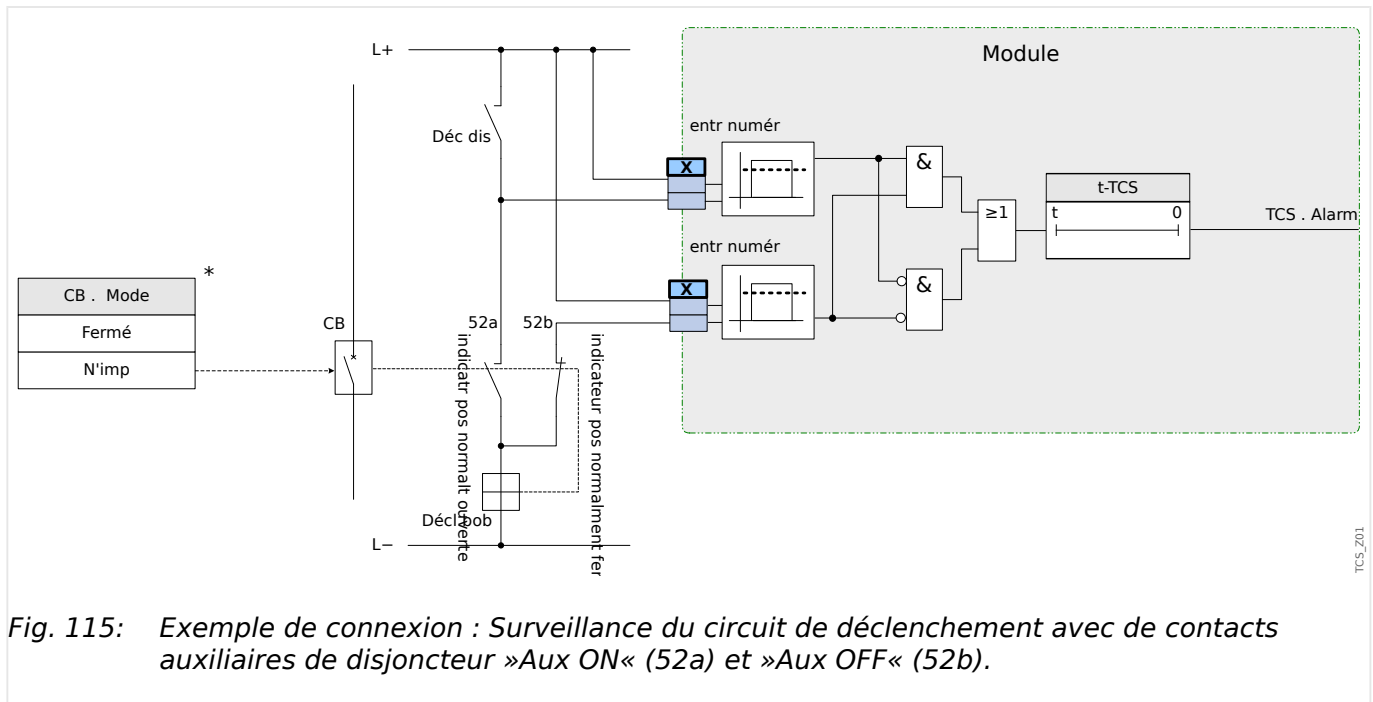 L+
Module
entr numér
Déc dis
X
&
t-TCS
≥1
t
0
TCS . Alarm
entr numér
*
X
&
CB . Mode
Fermé
N'imp
CB
52a
52b
indicatr pos normalt ouverte
indicateur pos normalment fer
Décl bob
L−
TCS_Z01
Fig. 115: Exemple de connexion : Surveillance du circuit de déclenchement avec de contacts
auxiliaires de disjoncteur »Aux ON« (52a) et »Aux OFF« (52b).